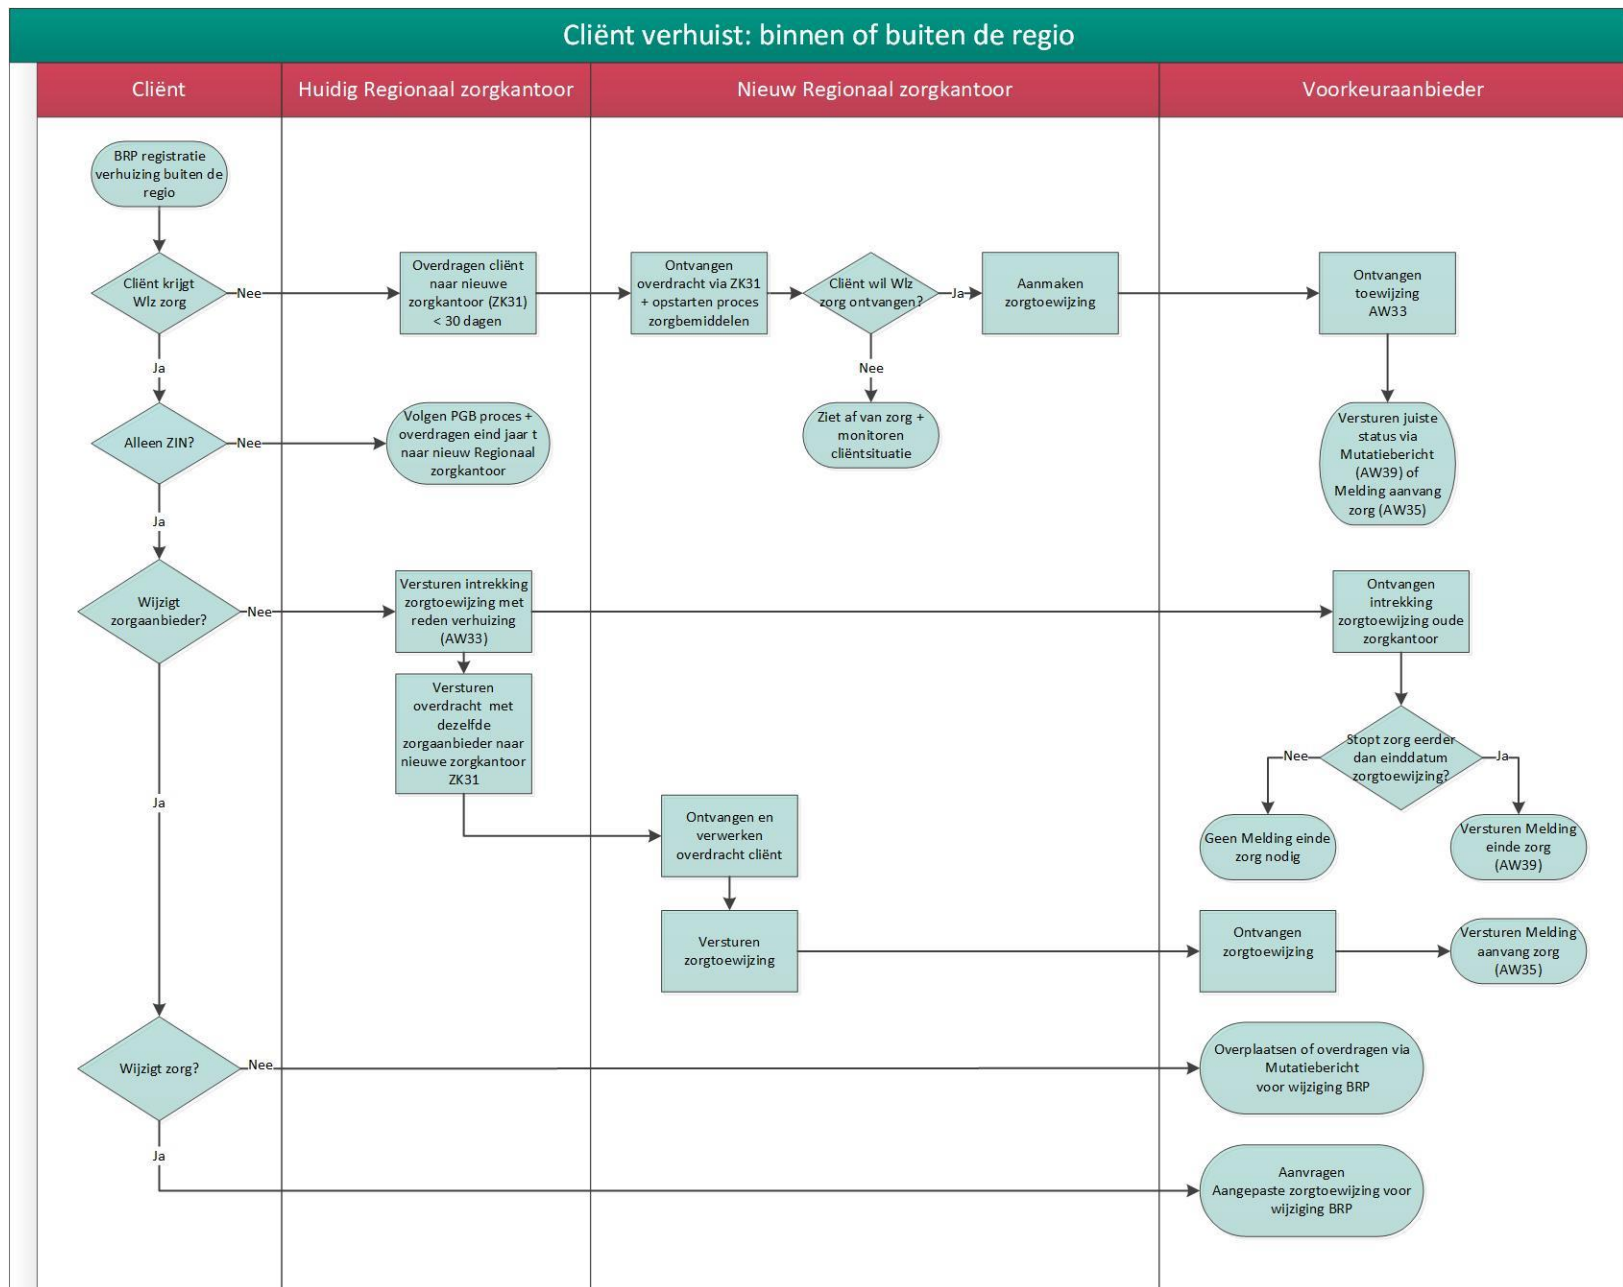 Cliënt verhuist: binnen of buiten de regio
Cliënt
Huidig Regionaal zorgkantoor
Nieuw Regionaal zorgkantoor
Voorkeuraanbieder
BRP registratie
verhuizing buiten de
regio
Cliënt krijgt
Wlz zorg
Nee
Overdragen cliënt
naar nieuwe
zorgkantoor (ZK31)
< 30 dagen
Ontvangen
overdracht via ZK31
+ opstarten proces
zorgbemiddelen
Cliënt wil Wlz
zorg ontvangen?
Ja
Aanmaken
zorgtoewijzing
Ontvangen
toewijzing
AW33
Ja
Nee
Alleen ZIN?
Nee
Volgen PGB proces +
overdragen eind jaar t
naar nieuw Regionaal
zorgkantoor
Ziet af van zorg +
monitoren
cliëntsituatie
Versturen juiste
status via
Mutatiebericht
(AW39) of
Melding aanvang
zorg (AW35)
Ja
Wijzigt
zorgaanbieder?
Nee
Versturen intrekking
zorgtoewijzing met
reden verhuizing
(AW33)
Ontvangen
intrekking
zorgtoewijzing oude
zorgkantoor
Versturen
overdracht met
dezelfde
zorgaanbieder naar
nieuwe zorgkantoor
ZK31
Stopt zorg eerder
dan einddatum
zorgtoewijzing?
Nee
Ja
Ja
Ontvangen en
verwerken
overdracht cliënt
Geen Melding einde
zorg nodig
Versturen Melding
einde zorg
(AW39)
Versturen
zorgtoewijzing
Ontvangen
zorgtoewijzing
Versturen Melding
aanvang zorg
(AW35)
Wijzigt zorg?
Nee
Overplaatsen of overdragen via
Mutatiebericht
voor wijziging BRP
Ja
Aanvragen
Aangepaste zorgtoewijzing voor
wijziging BRP